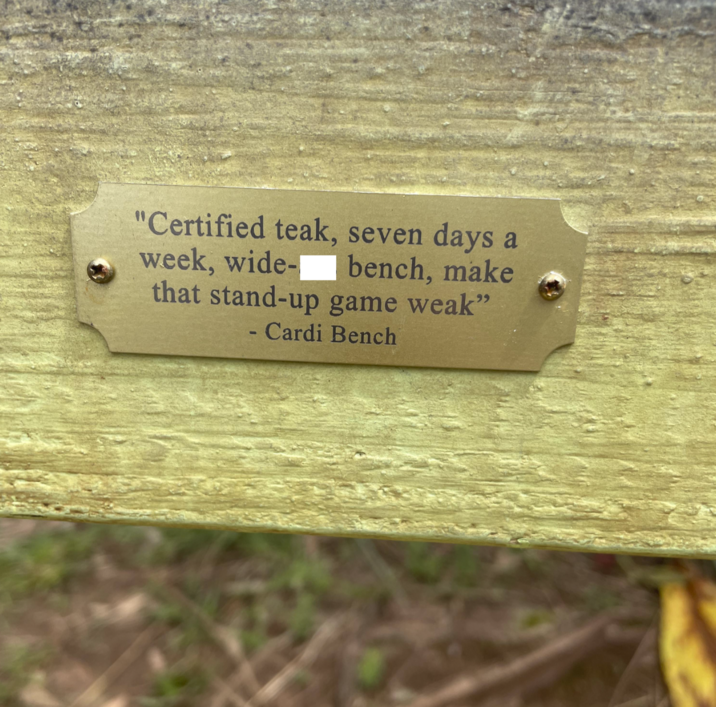 "Certified teak, seven days a
week, wide- bench, make
that stand-up game weak”
- Cardi Bench